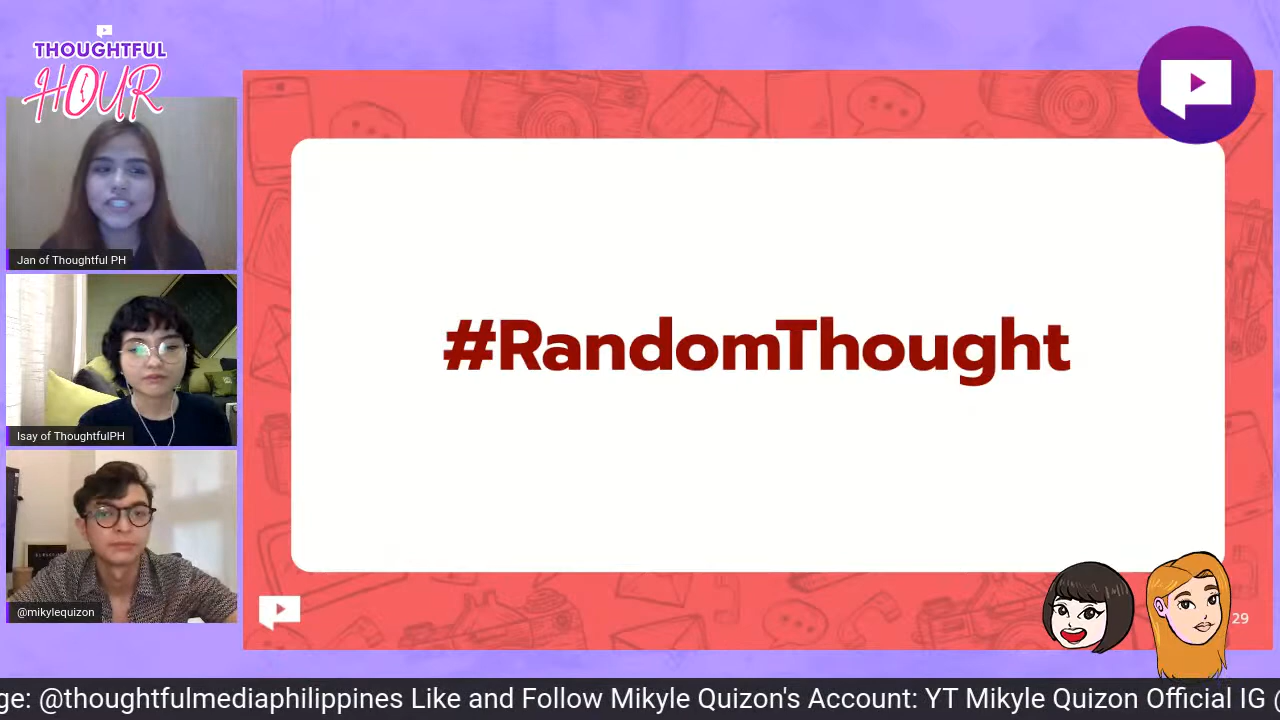 THOUGHTFUL
HOUR
Jan of Thoughtful PH
Isay of ThoughtfulPH
@mikylequizon
#RandomThought
29
ge: @thoughtfulmediaphilippines Like and Follow Mikyle Quizon's Account: YT Mikyle Quizon Official IG (